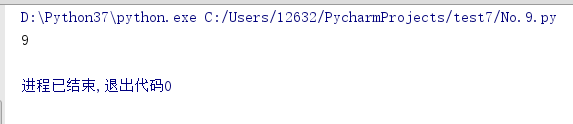 D:\Python37\python.exe C:/Users/12632/PycharmProjects/test7/No.9.py
9
进程已结束,退出代码0